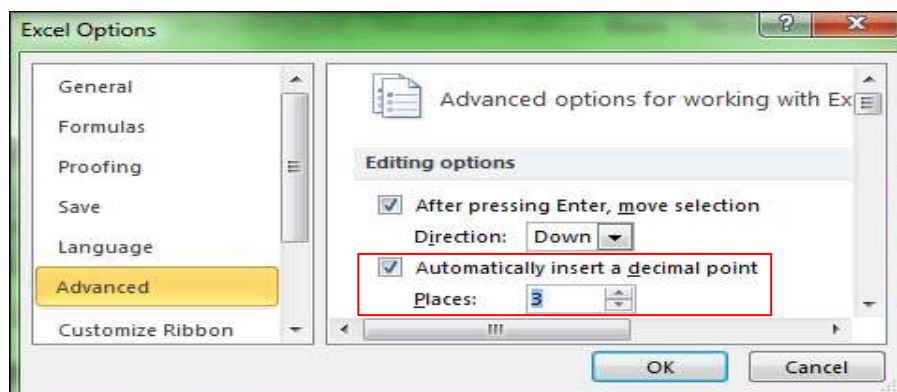 Excel Options
General
Formulas
Proofing
Save
Language
Advanced
Customize Ribbon
Advanced options for working with Ex
Editing options
After pressing Enter, move selection
Direction: Down
Automatically insert a decimal point
Places: 3
OK Cancel